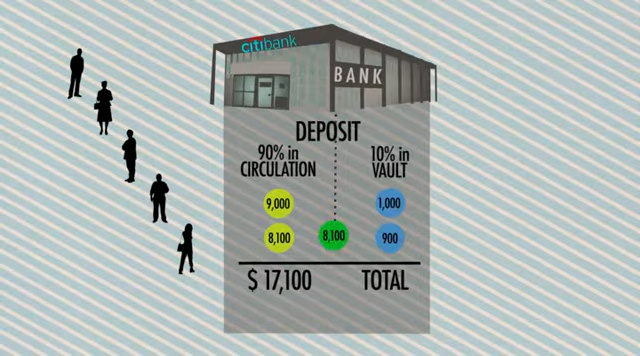 citibank
BANK
DEPOSIT
90% in 10% in
CIRCULATION VAULT
9,000 1,000
8,100 8,100 900
$ 17,100 TOTAL